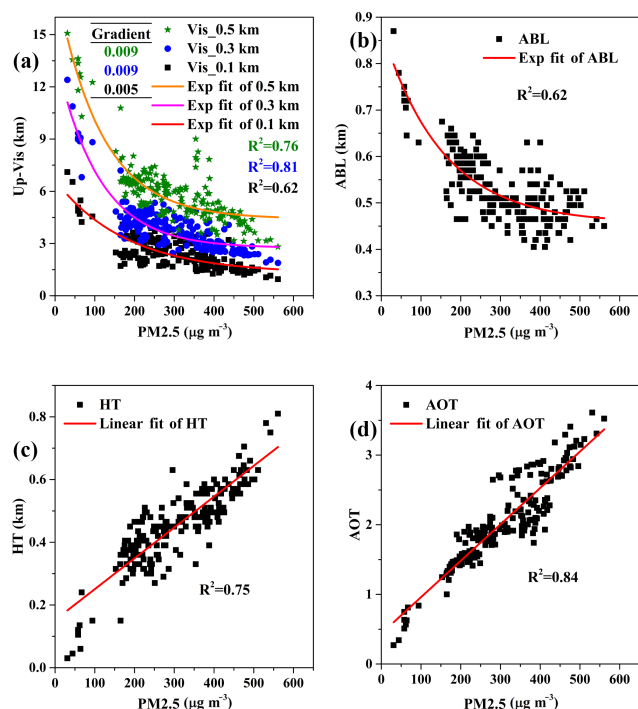 (a)
Gradient
0.009
0.009
0.005
Vis_0.5 km
Vis_0.3 km
Vis_0.1 km
Exp fit of 0.5 km
Exp fit of 0.3 km
Exp fit of 0.1 km
R²=0.76
R²=0.81
R²=0.62
Up-Vis (km)
15
12
9
6
3
0
0 100 200 300 400 500 600
PM2.5 (μg m⁻³)
(b)
ABL
Exp fit of ABL
R²=0.62
ABL (km)
0.9
0.8
0.7
0.6
0.5
0.4
0.3
0 100 200 300 400 500 600
PM2.5 (μg m⁻³)
(c)
HT
Linear fit of HT
R²=0.75
HT (km)
0.8
0.6
0.4
0.2
0.0
0 100 200 300 400 500 600
PM2.5 (μg m⁻³)
(d)
AOT
Linear fit of AOT
R²=0.84
AOT
4
3
2
1
0
0 100 200 300 400 500 600
PM2.5 (μg m⁻³)